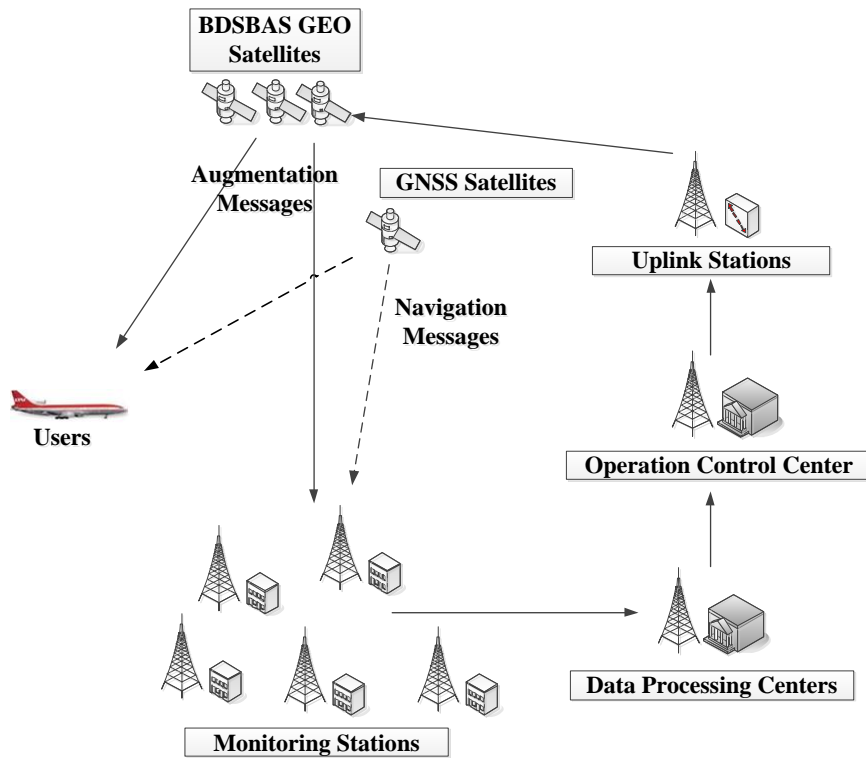 BDSBAS GEO
Satellites
Augmentation
Messages
GNSS Satellites
Uplink Stations
Navigation
Messages
Users
Operation Control Center
Data Processing Centers
Monitoring Stations